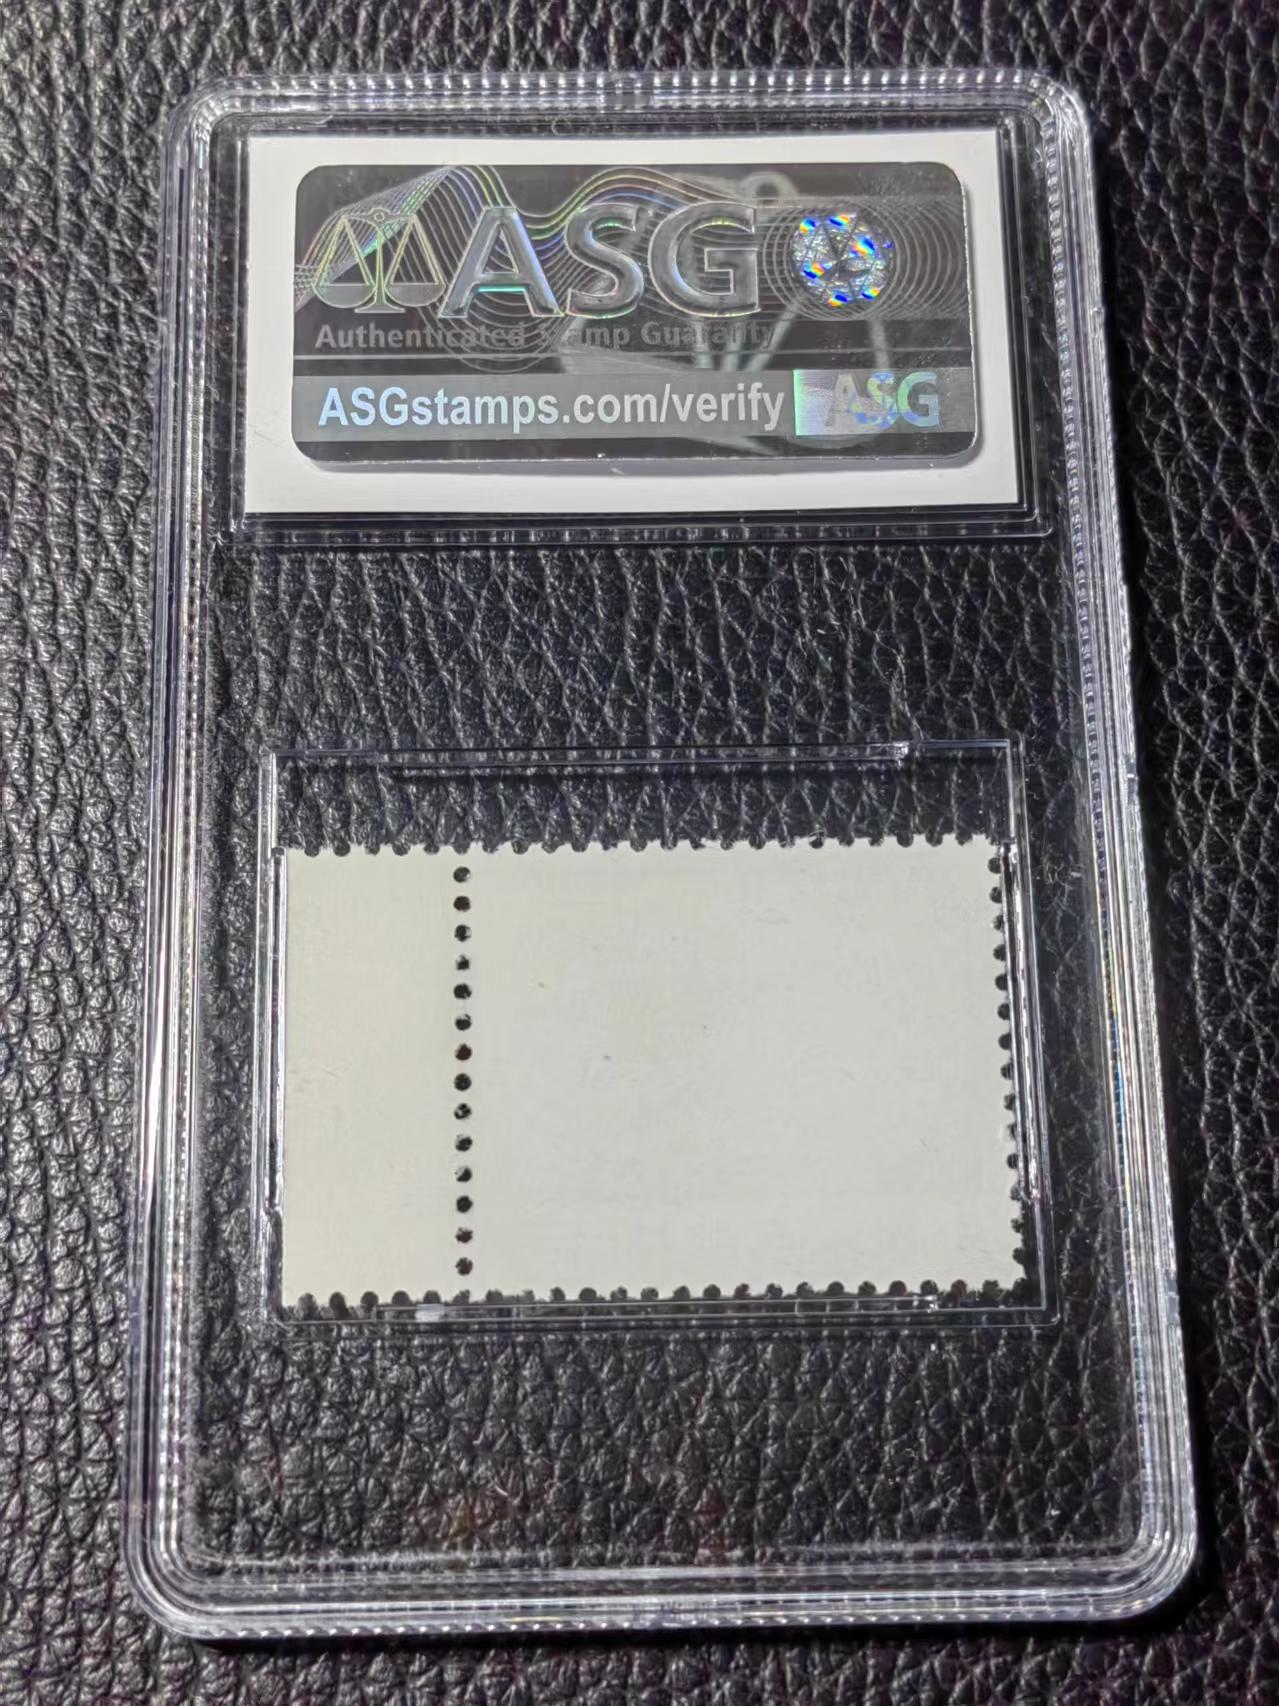 ASG
Authenticated Stamp Guaranty
ASGstamps.com/verify ASG